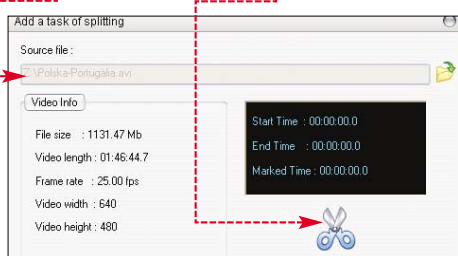 Add a task of splitting
Source file :
Z:\Polska-Portugalia.avi
Video Info
File size : 1131.47 Mb
Video length : 01:46:44.7
Frame rate : 25.00 fps
Video width : 640
Video height : 480
Start Time : 00:00:00.0
End Time : 00:00:00.0
Marked Time : 00:00:00.0